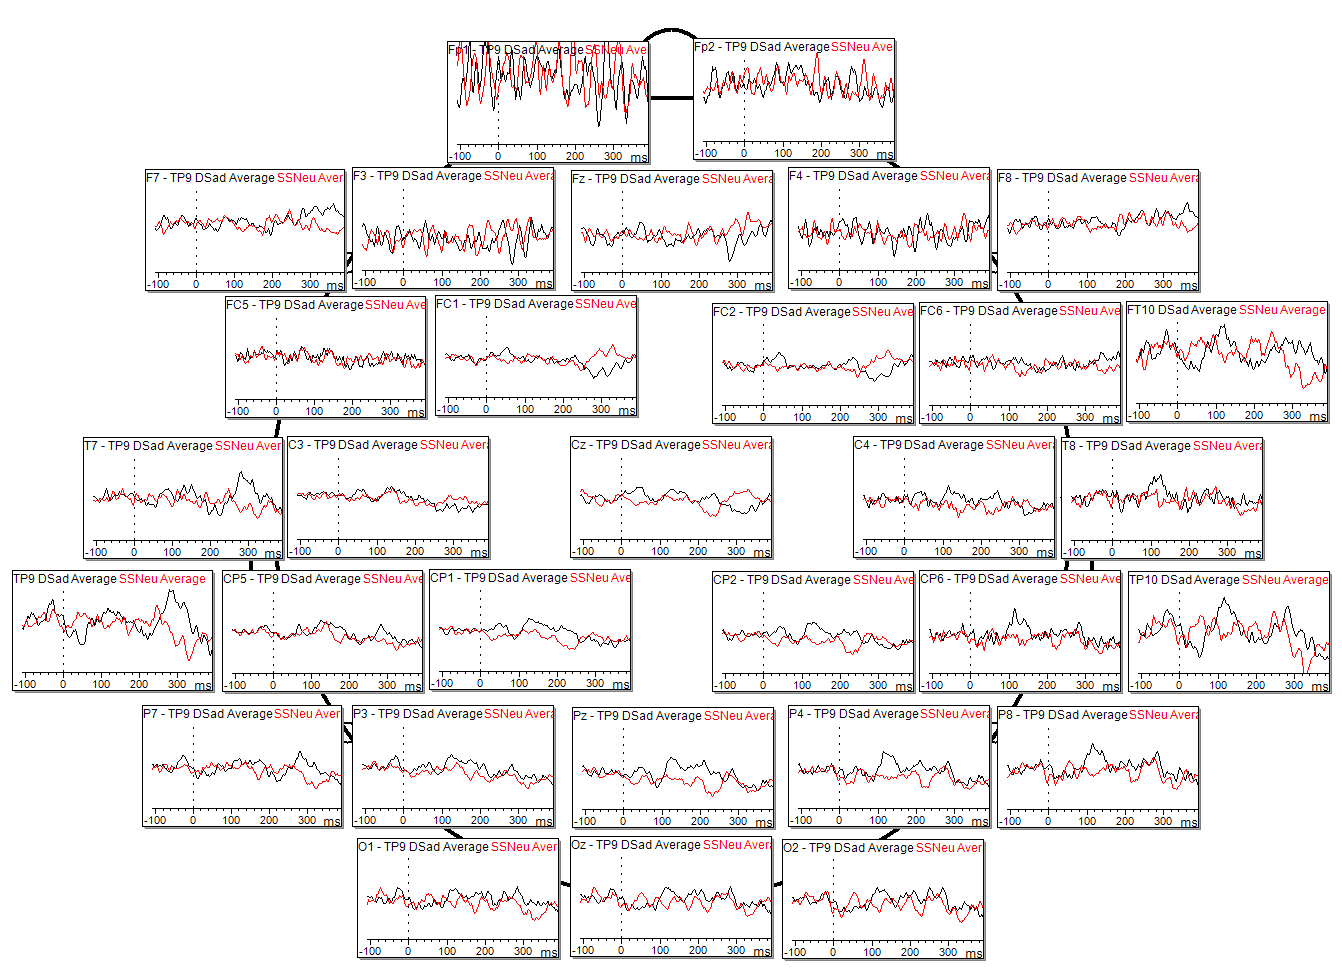 Fp1 - TP9 DSad Average SSNeu Ave
-100 0 100 200 300 ms
Fp2 - TP9 DSad Average SSNeu Ave
-100 0 100 200 300 ms
F7 - TP9 DSad Average SSNeu Aver
-100 0 100 200 300 ms
F3 - TP9 DSad Average SSNeu Avera
-100 0 100 200 300 ms
Fz - TP9 DSad Average SSNeu Avera
-100 0 100 200 300 ms
F4 - TP9 DSad Average SSNeu Avera
-100 0 100 200 300 ms
F8 - TP9 DSad Average SSNeu Aver
-100 0 100 200 300 ms
FC5 - TP9 DSad Average SSNeu Ave
-100 0 100 200 300 ms
FC1 - TP9 DSad Average SSNeu Ave
-100 0 100 200 300 ms
FC2 - TP9 DSad Average SSNeu Ave
-100 0 100 200 300 ms
FC6 - TP9 DSad Average SSNeu Ave
-100 0 100 200 300 ms
FT10 DSad Average SSNeu Average
-100 0 100 200 300 ms
T7 - TP9 DSad Average SSNeu Aver
-100 0 100 200 300 ms
C3 - TP9 DSad Average SSNeu Avera
-100 0 100 200 300 ms
Cz - TP9 DSad Average SSNeu Avera
-100 0 100 200 300 ms
C4 - TP9 DSad Average SSNeu Avera
-100 0 100 200 300 ms
T8 - TP9 DSad Average SSNeu Aver
-100 0 100 200 300 ms
TP9 DSad Average SSNeu Average
-100 0 100 200 300 ms
CP5 - TP9 DSad Average SSNeu Ave
-100 0 100 200 300 ms
CP1 - TP9 DSad Average SSNeu Ave
-100 0 100 200 300 ms
CP2 - TP9 DSad Average SSNeu Ave
-100 0 100 200 300 ms
CP6 - TP9 DSad Average SSNeu Ave
-100 0 100 200 300 ms
TP10 DSad Average SSNeu Average
-100 0 100 200 300 ms
P7 - TP9 DSad Average SSNeu Aver
-100 0 100 200 300 ms
P3 - TP9 DSad Average SSNeu Avera
-100 0 100 200 300 ms
Pz - TP9 DSad Average SSNeu Avera
-100 0 100 200 300 ms
P4 - TP9 DSad Average SSNeu Avera
-100 0 100 200 300 ms
P8 - TP9 DSad Average SSNeu Aver
-100 0 100 200 300 ms
O1 - TP9 DSad Average SSNeu Aver
-100 0 100 200 300 ms
Oz - TP9 DSad Average SSNeu Avera
-100 0 100 200 300 ms
O2 - TP9 DSad Average SSNeu Aver
-100 0 100 200 300 ms